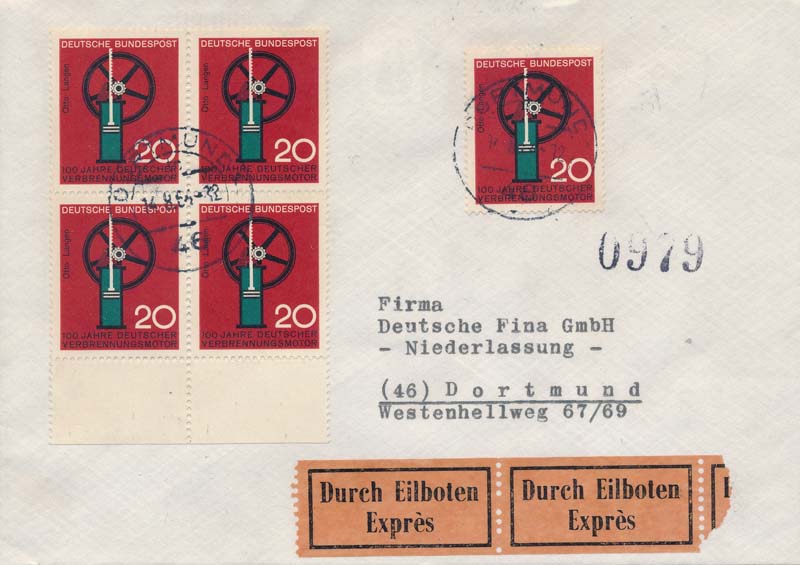 DEUTSCHE BUNDESPOST
Otto Langen
20
100 JAHRE DEUTSCHER
VERBRENNUNGSMOTOR
DEUTSCHE BUNDESPOST
Otto Langen
20
100 JAHRE DEUTSCHER
VERBRENNUNGSMOTOR
DEUTSCHE BUNDESPOST
Otto Langen
20
100 JAHRE DEUTSCHER
VERBRENNUNGSMOTOR
DEUTSCHE BUNDESPOST
Otto Langen
20
100 JAHRE DEUTSCHER
VERBRENNUNGSMOTOR
46
DEUTSCHE BUNDESPOST
Otto Langen
20
100 JAHRE DEUTSCHER
VERBRENNUNGSMOTOR
0979
Firma
Deutsche Fina GmbH
- Niederlassung -
(46) Dortmund
Westenhellweg 67/69
Durch Eilboten
Exprès
Durch Eilboten
Exprès